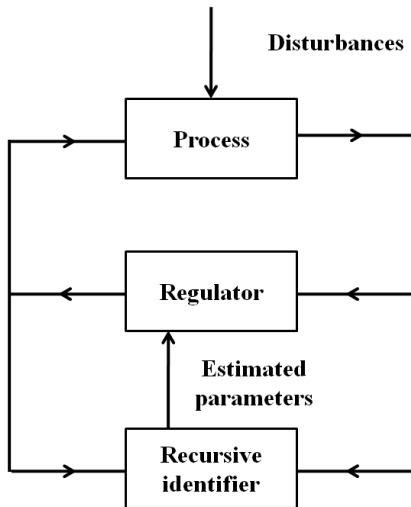 Disturbances
Process
Regulator
Estimated
parameters
Recursive
identifier